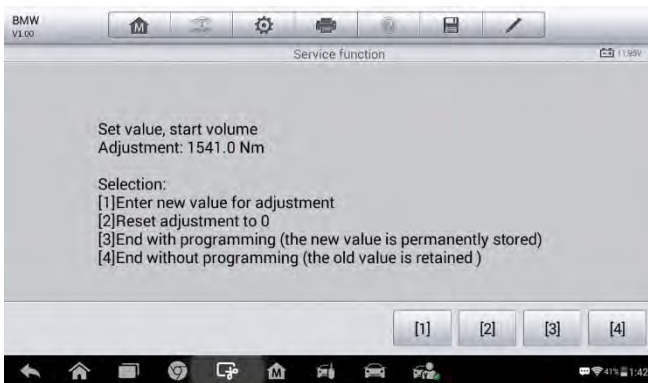 BMW
V1.00
Service function
11.95V
Set value, start volume
Adjustment: 1541.0 Nm
Selection:
[1]Enter new value for adjustment
[2]Reset adjustment to 0
[3]End with programming (the new value is permanently stored)
[4]End without programming (the old value is retained )
[1] [2] [3] [4]
M
41% 1:42